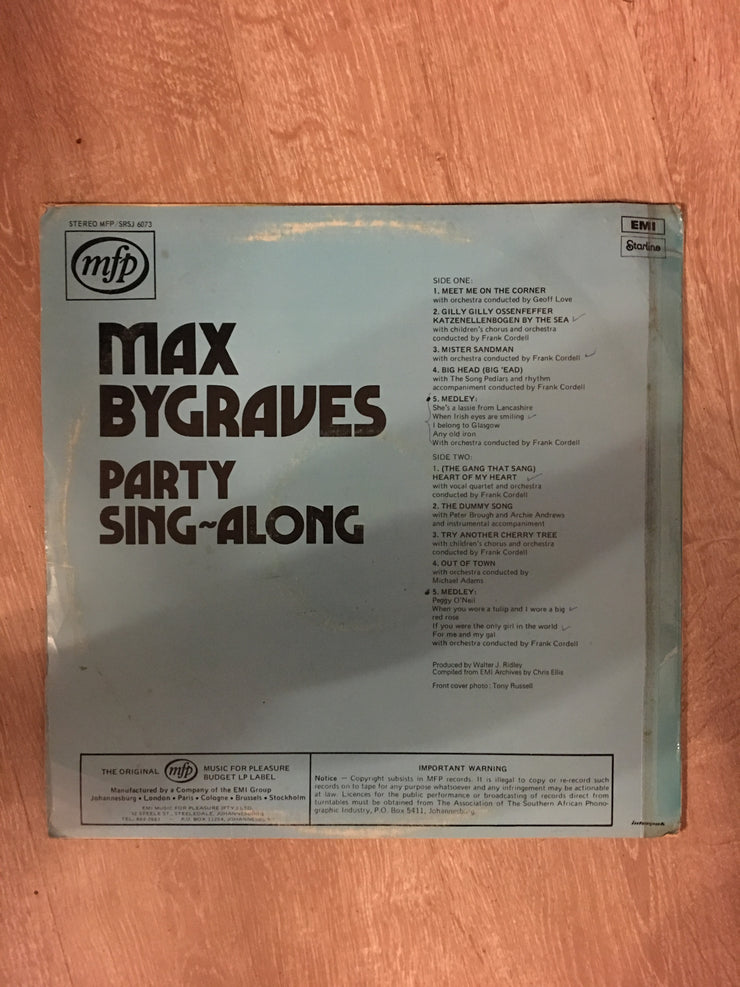 STEREO MFP/SRSJ 6073
EMI
Starline
mfp
MAX
BYGRAVES
PARTY
SING~ALONG
SIDE ONE:
1. MEET ME ON THE CORNER
with orchestra conducted by Geoff Love
2. GILLY GILLY OSSENFEFFER
KATZENELLENBOGEN BY THE SEA
with children's chorus and orchestra
conducted by Frank Cordell
3. MISTER SANDMAN
with orchestra conducted by Frank Cordell
4. BIG HEAD (BIG 'EAD)
with The Song Pedlars and rhythm
accompaniment conducted by Frank Cordell
5. MEDLEY:
She's a lassie from Lancashire
When Irish eyes are smiling
I belong to Glasgow
Any old iron
With orchestra conducted by Frank Cordell
SIDE TWO:
1. (THE GANG THAT SANG)
HEART OF MY HEART
with vocal quartet and orchestra
conducted by Frank Cordell
2. THE DUMMY SONG
with Peter Brough and Archie Andrews
and instrumental accompaniment
3. TRY ANOTHER CHERRY TREE
with children's chorus and orchestra
conducted by Frank Cordell
4. OUT OF TOWN
with orchestra conducted by
Michael Adams
5. MEDLEY:
Peggy O'Neil
When you wore a tulip and I wore a big
red rose
If you were the only girl in the world
For me and my gal
with orchestra conducted by Frank Cordell
Produced by Walter J. Ridley
Compiled from EMI Archives by Chris Ellis
Front cover photo: Tony Russell
THE ORIGINAL mfp MUSIC FOR PLEASURE
BUDGET LP LABEL
Manufactured by a Company of the EMI Group
Johannesburg • London • Paris • Cologne • Brussels • Stockholm
EMI MUSIC FOR PLEASURE (PTY.) LTD.
12 STEELE ST., STEELEDALE, JOHANNESBURG
P.O. BOX 11254, JOHANNESBURG
IMPORTANT WARNING
Notice — Copyright subsists in MFP records. It is illegal to copy or re-record such
records on to tape for any purpose whatsoever and any infringement may be actionable
at law. Licences for the public performance or broadcasting of records direct from
turntables must be obtained from The Association of The Southern African Phono-
graphic Industry, P.O. Box 5411, Johannesburg.